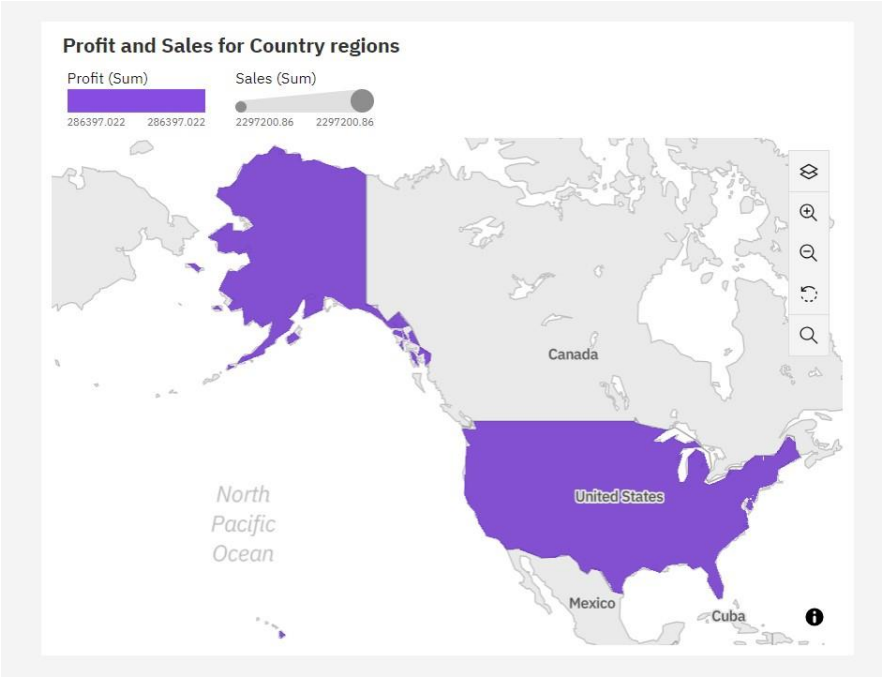 Profit and Sales for Country regions
Profit (Sum)
Sales (Sum)
286397.022
286397.022
2297200.86
2297200.86
Canada
United States
North
Pacific
Ocean
Mexico
Cuba